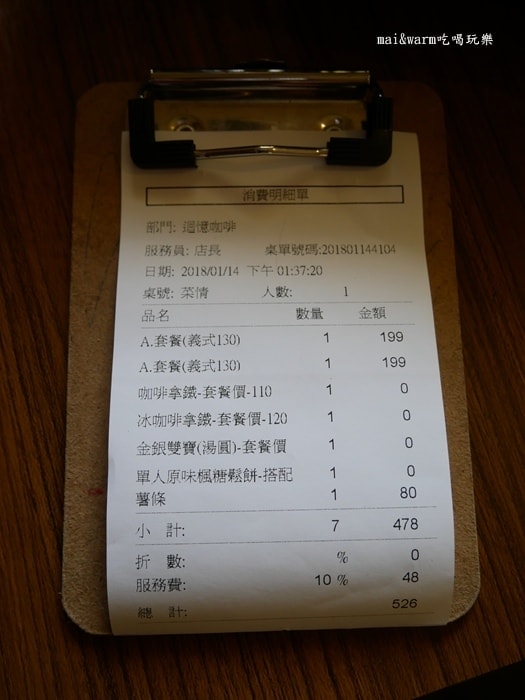 mai&warm吃喝玩樂
消費明細單
部門: 迴憶咖啡
服務員: 店長 桌單號碼:201801144104
日期: 2018/01/14 下午 01:37:20
桌號: 菜情 人數: 1
品名 數量 金額
A.套餐(義式130) 1 199
A.套餐(義式130) 1 199
咖啡拿鐵-套餐價-110 1 0
冰咖啡拿鐵-套餐價-120 1 0
金銀雙寶(湯圓)-套餐價 1 0
單人原味楓糖鬆餅-搭配 1 0
薯條 1 80
小 計: 7 478
折 數: % 0
服務費: 10 % 48
總 計: 526